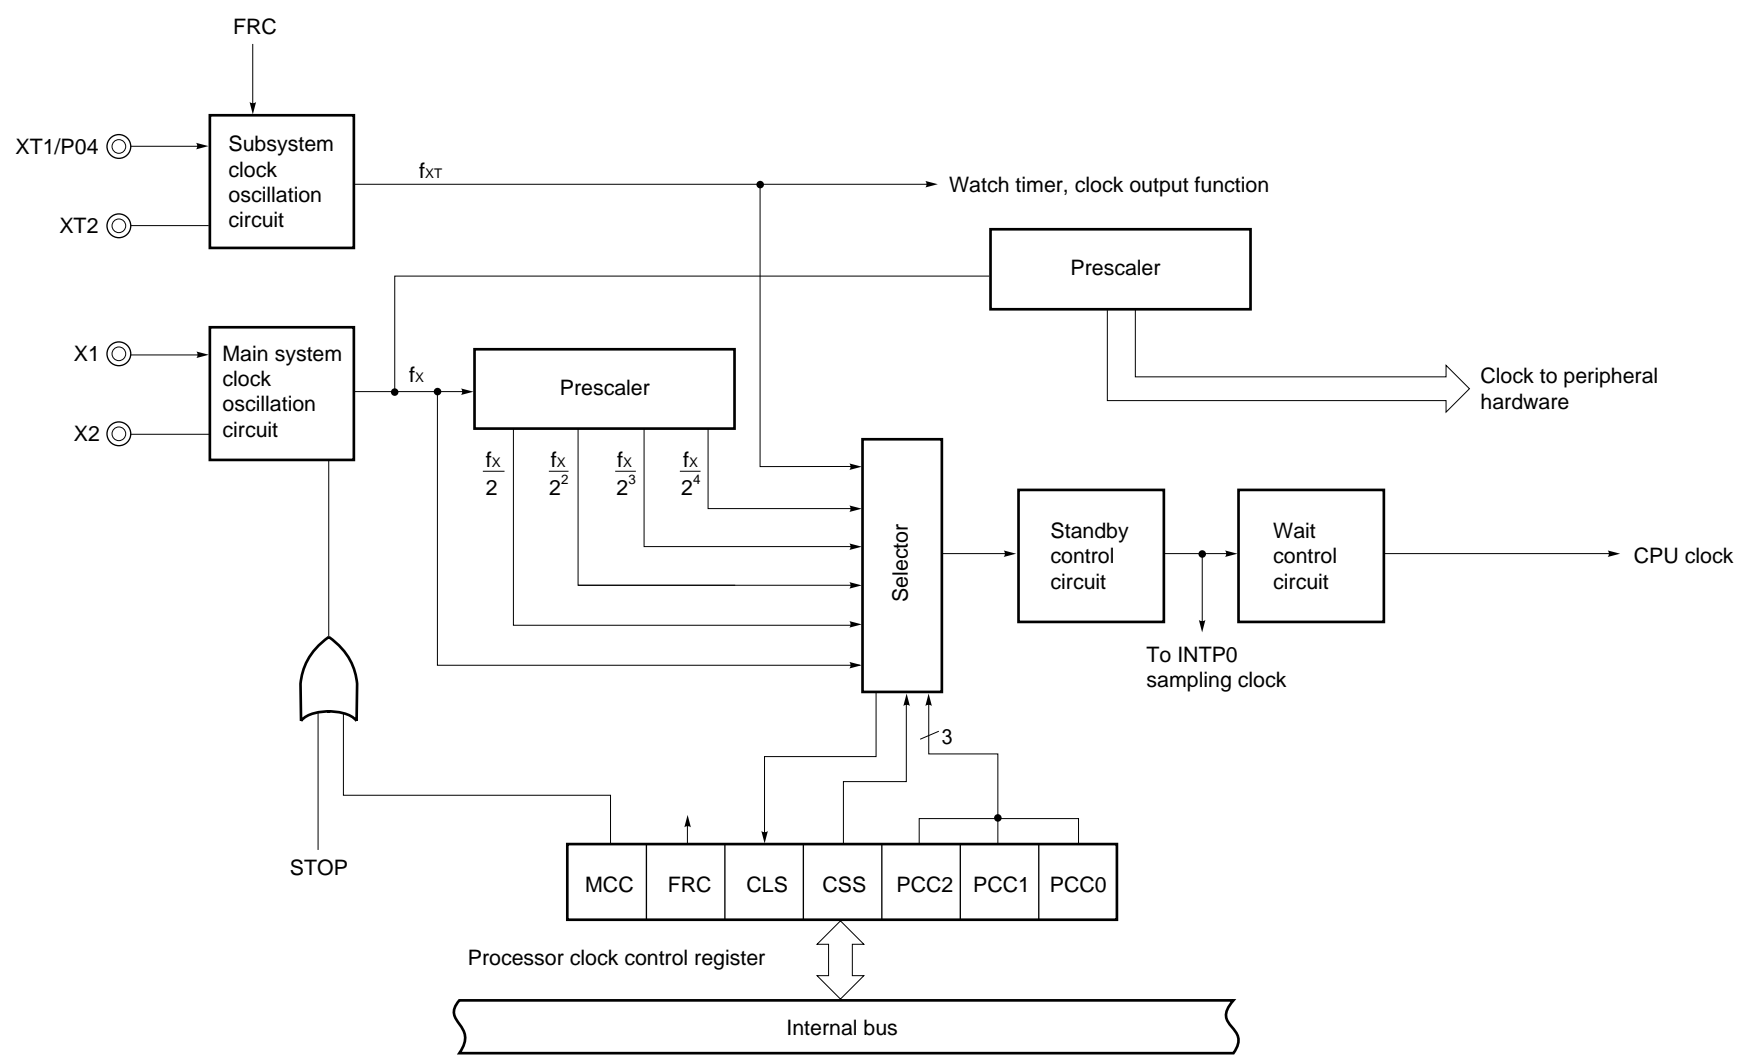 FRC
XT1/P04
Subsystem
clock
oscillation
circuit
XT2
fXT
Watch timer, clock output function
Prescaler
X1
Main system
clock
oscillation
circuit
X2
fX
Prescaler
Clock to peripheral
hardware
fX/2
fX/2²
fX/2³
fX/2⁴
Selector
Standby
control
circuit
Wait
control
circuit
CPU clock
To INTP0
sampling clock
3
STOP
MCC FRC CLS CSS PCC2 PCC1 PCC0
Processor clock control register
Internal bus